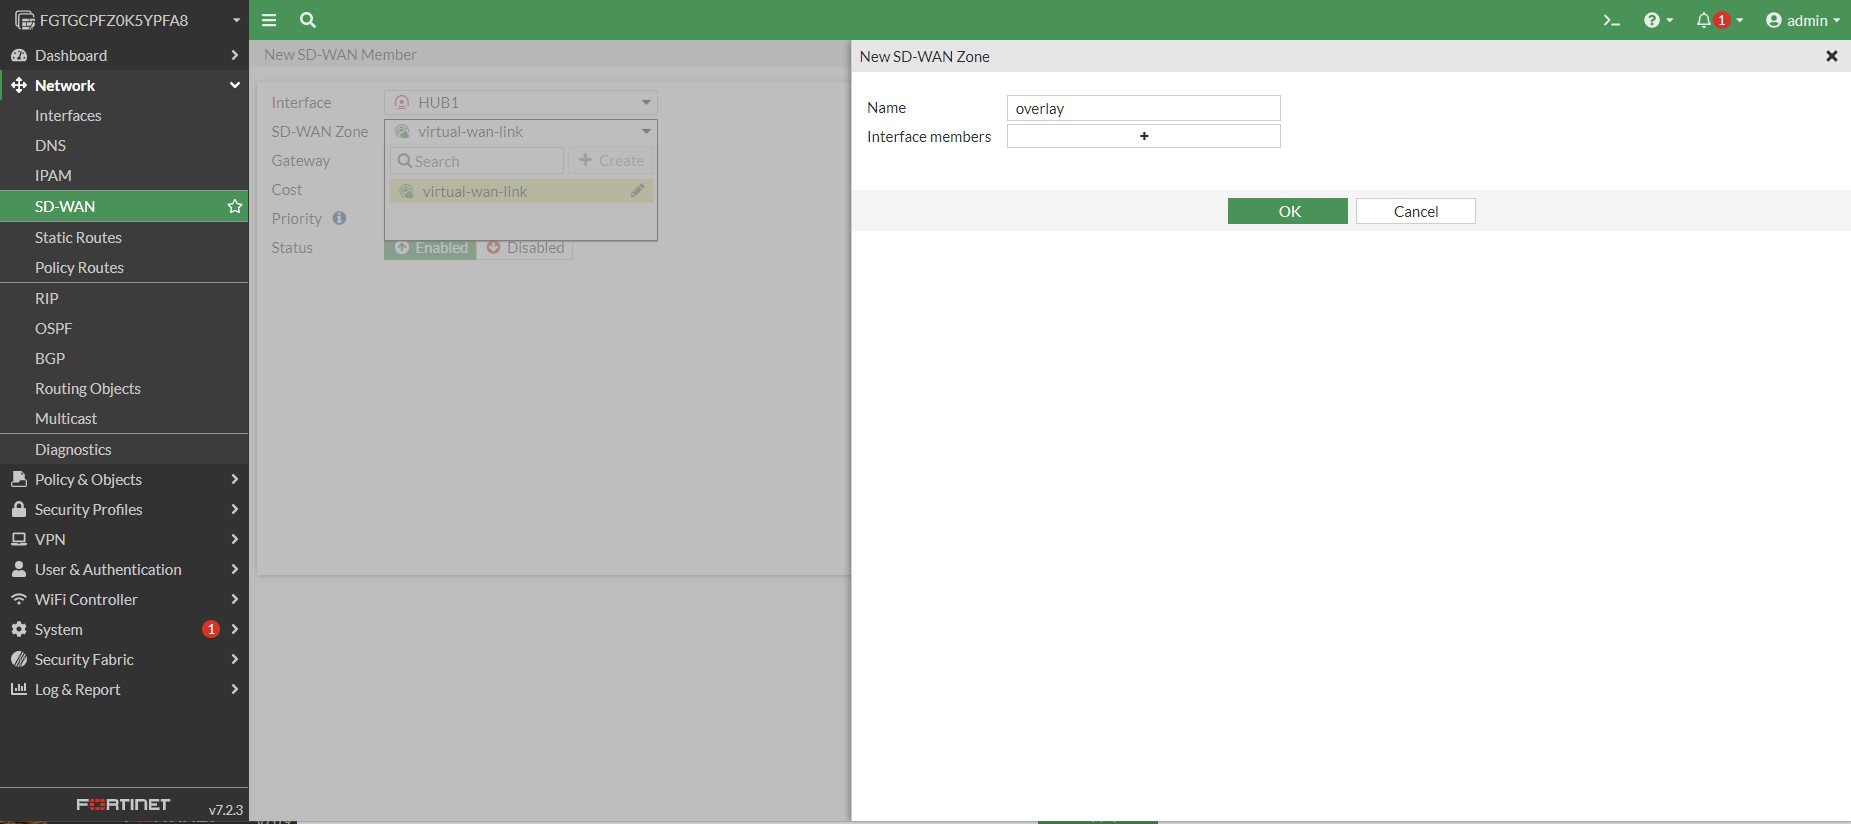 FGTGCPFZ0K5YPFA8
1
admin
Dashboard
Network
Interfaces
DNS
IPAM
SD-WAN
Static Routes
Policy Routes
RIP
OSPF
BGP
Routing Objects
Multicast
Diagnostics
Policy & Objects
Security Profiles
VPN
User & Authentication
WiFi Controller
System 1
Security Fabric
Log & Report
FORTINET v7.2.3
New SD-WAN Member
Interface HUB1
SD-WAN Zone virtual-wan-link
Gateway Search Create
Cost virtual-wan-link
Priority
Status Enabled Disabled
New SD-WAN Zone
Name overlay
Interface members +
OK Cancel